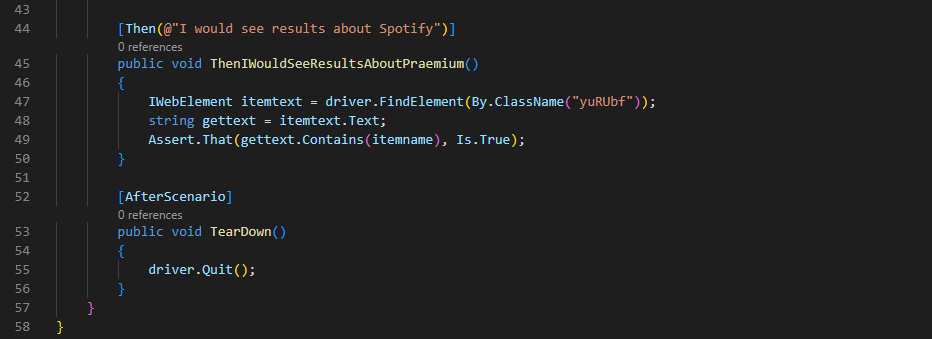 43
44 [Then(@"I would see results about Spotify")]
0 references
45 public void ThenIWouldSeeResultsAboutPraemium()
46 {
47 IWebElement itemtext = driver.FindElement(By.ClassName("yuRUbf"));
48 string gettext = itemtext.Text;
49 Assert.That(gettext.Contains(itemname), Is.True);
50 }
51
52 [AfterScenario]
0 references
53 public void TearDown()
54 {
55 driver.Quit();
56 }
57 }
58 }